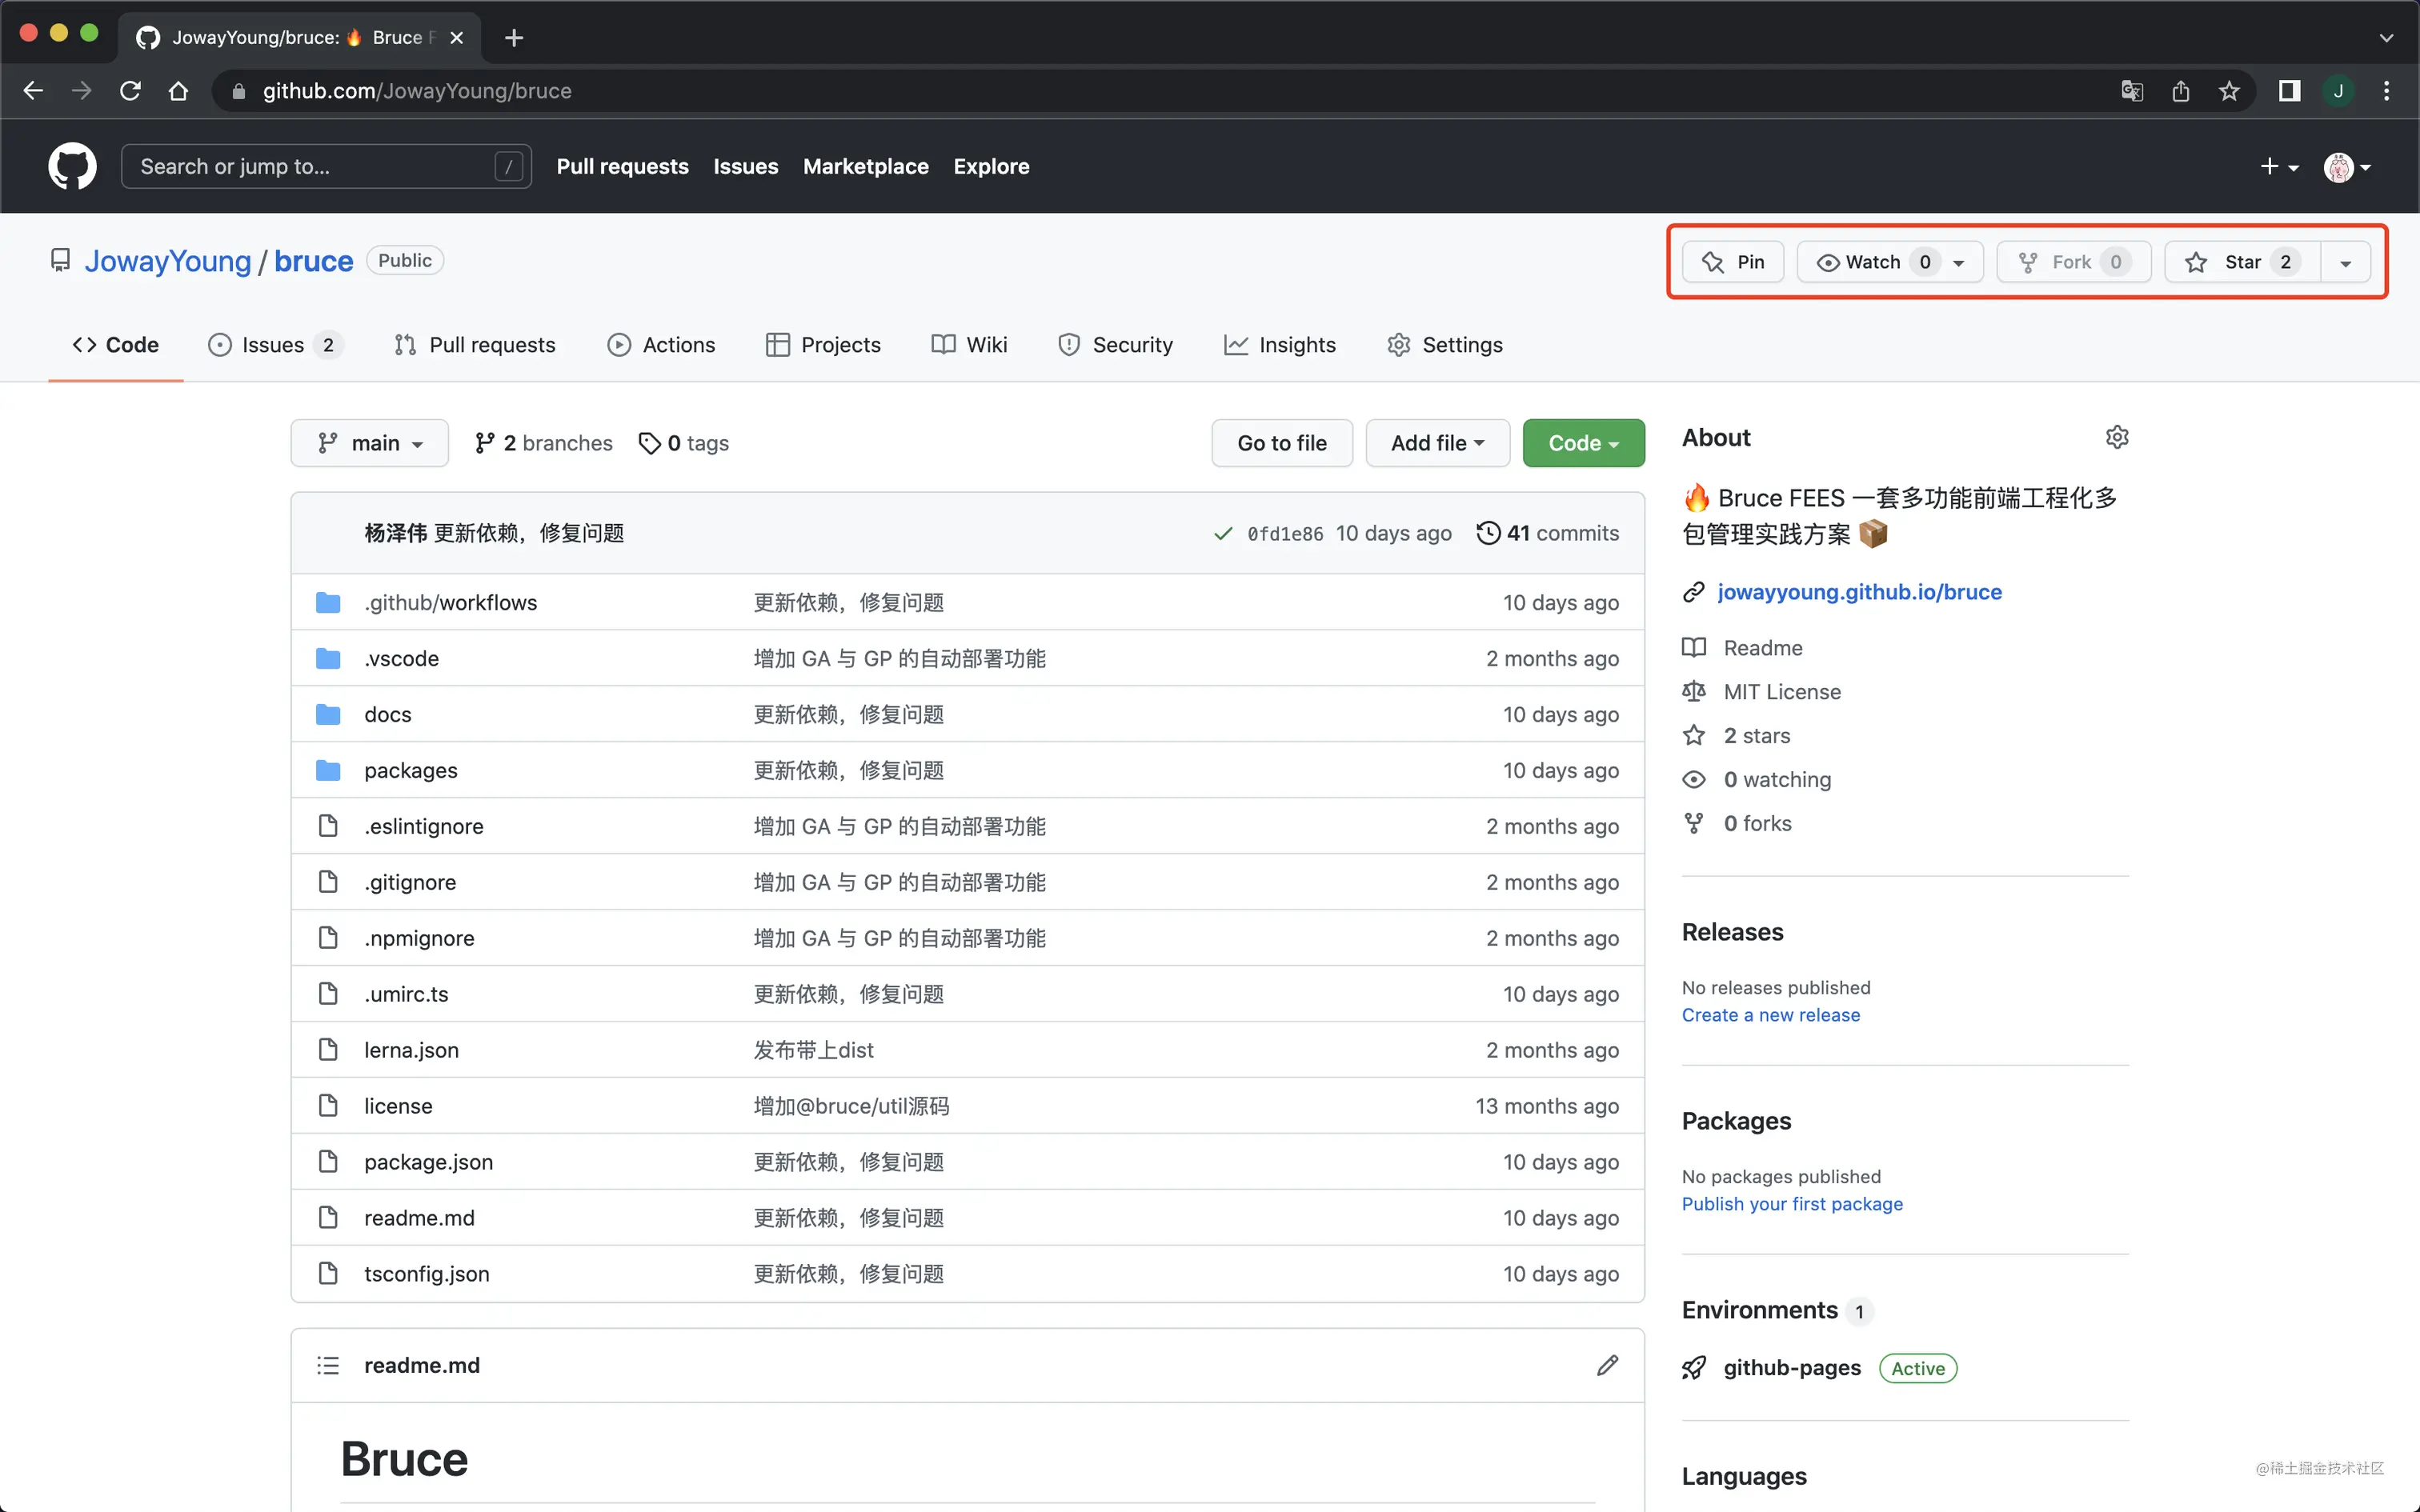 JowayYoung/bruce: 🔥 Bruce F
github.com/JowayYoung/bruce
J
Search or jump to... /
Pull requests Issues Marketplace Explore
JowayYoung / bruce Public
Pin Watch 0 Fork 0 Star 2
Code Issues 2 Pull requests Actions Projects Wiki Security Insights Settings
main 2 branches 0 tags Go to file Add file Code
杨泽伟 更新依赖，修复问题 0fd1e86 10 days ago 41 commits
.github/workflows 更新依赖，修复问题 10 days ago
.vscode 增加 GA 与 GP 的自动部署功能 2 months ago
docs 更新依赖，修复问题 10 days ago
packages 更新依赖，修复问题 10 days ago
.eslintignore 增加 GA 与 GP 的自动部署功能 2 months ago
.gitignore 增加 GA 与 GP 的自动部署功能 2 months ago
.npmignore 增加 GA 与 GP 的自动部署功能 2 months ago
.umirc.ts 更新依赖，修复问题 10 days ago
lerna.json 发布带上dist 2 months ago
license 增加@bruce/util源码 13 months ago
package.json 更新依赖，修复问题 10 days ago
readme.md 更新依赖，修复问题 10 days ago
tsconfig.json 更新依赖，修复问题 10 days ago
readme.md
Bruce
About
🔥 Bruce FEES 一套多功能前端工程化多
包管理实践方案 📦
jowayyoung.github.io/bruce
Readme
MIT License
2 stars
0 watching
0 forks
Releases
No releases published
Create a new release
Packages
No packages published
Publish your first package
Environments 1
github-pages Active
Languages
@稀土掘金技术社区